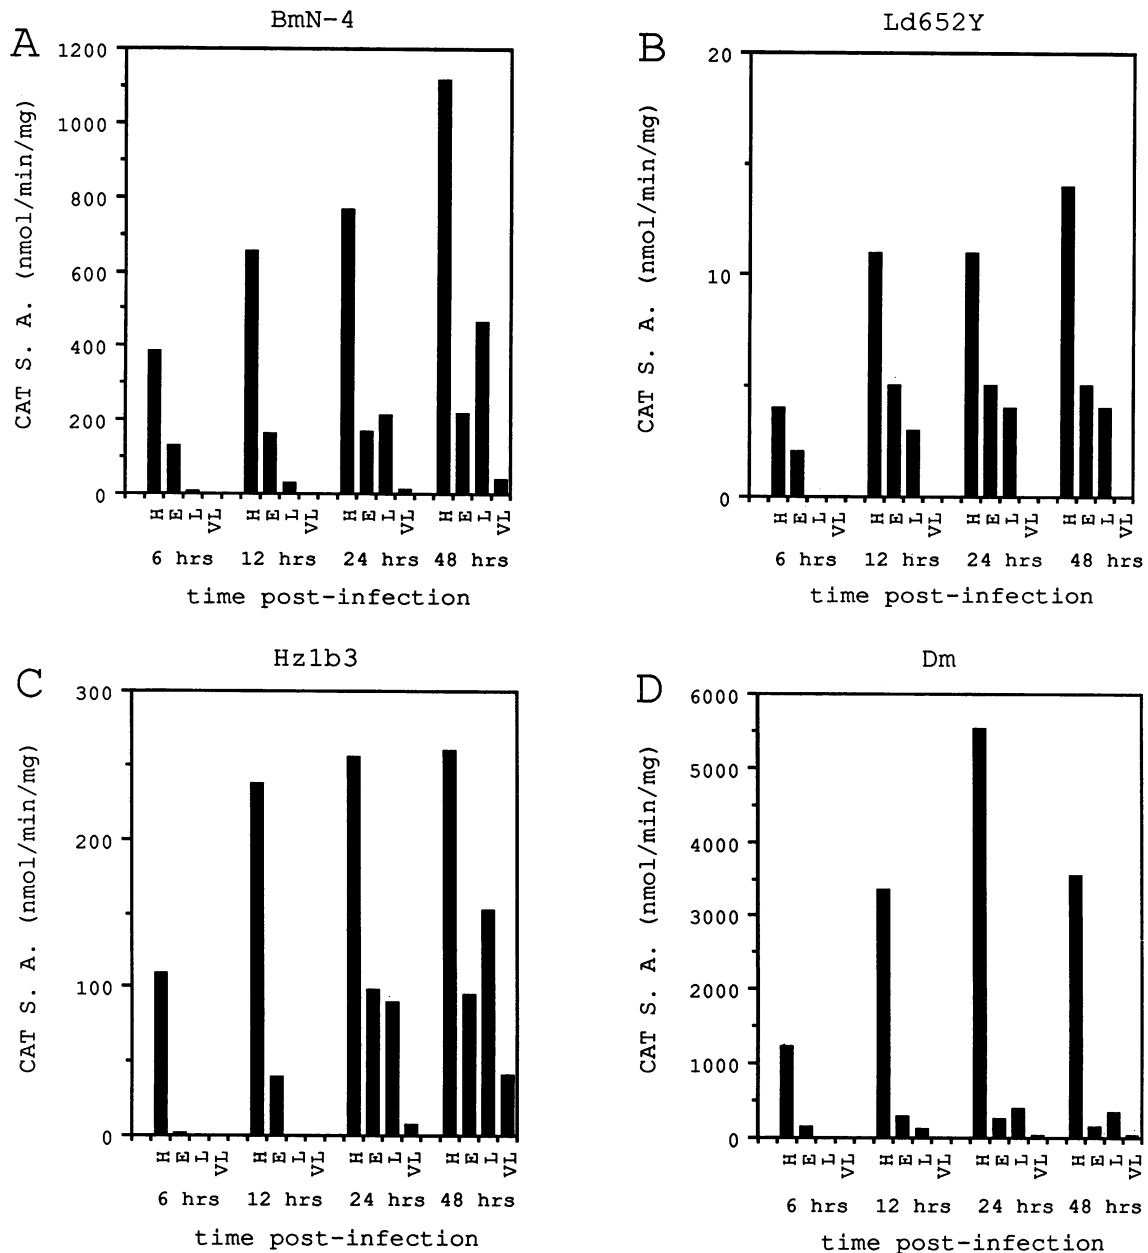 A
BmN-4
CAT S. A. (nmol/min/mg)
1200
1000
800
600
400
200
0
H E L VL H E L VL H E L VL H E L VL
6 hrs 12 hrs 24 hrs 48 hrs
time post-infection
B
Ld652Y
CAT S. A. (nmol/min/mg)
20
10
0
H E L VL H E L VL H E L VL H E L VL
6 hrs 12 hrs 24 hrs 48 hrs
time post-infection
C
Hz1b3
CAT S. A. (nmol/min/mg)
300
200
100
0
H E L VL H E L VL H E L VL H E L VL
6 hrs 12 hrs 24 hrs 48 hrs
time post-infection
D
Dm
CAT S. A. (nmol/min/mg)
6000
5000
4000
3000
2000
1000
0
H E L VL H E L VL H E L VL H E L VL
6 hrs 12 hrs 24 hrs 48 hrs
time post-infection